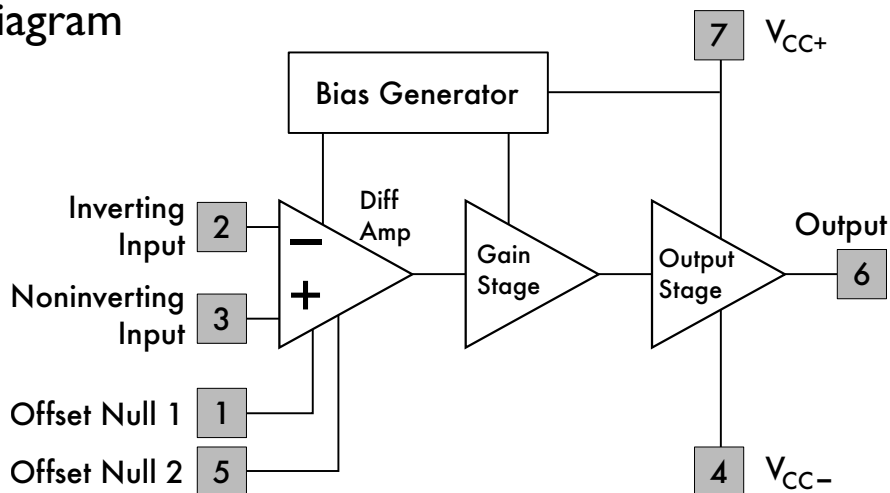 iagram
7
VCC+
Bias Generator
Inverting
Input
2
Diff
Amp
Gain
Stage
Output
Stage
Output
6
Noninverting
Input
3
Offset Null 1
1
Offset Null 2
5
4
VCC−
−
+